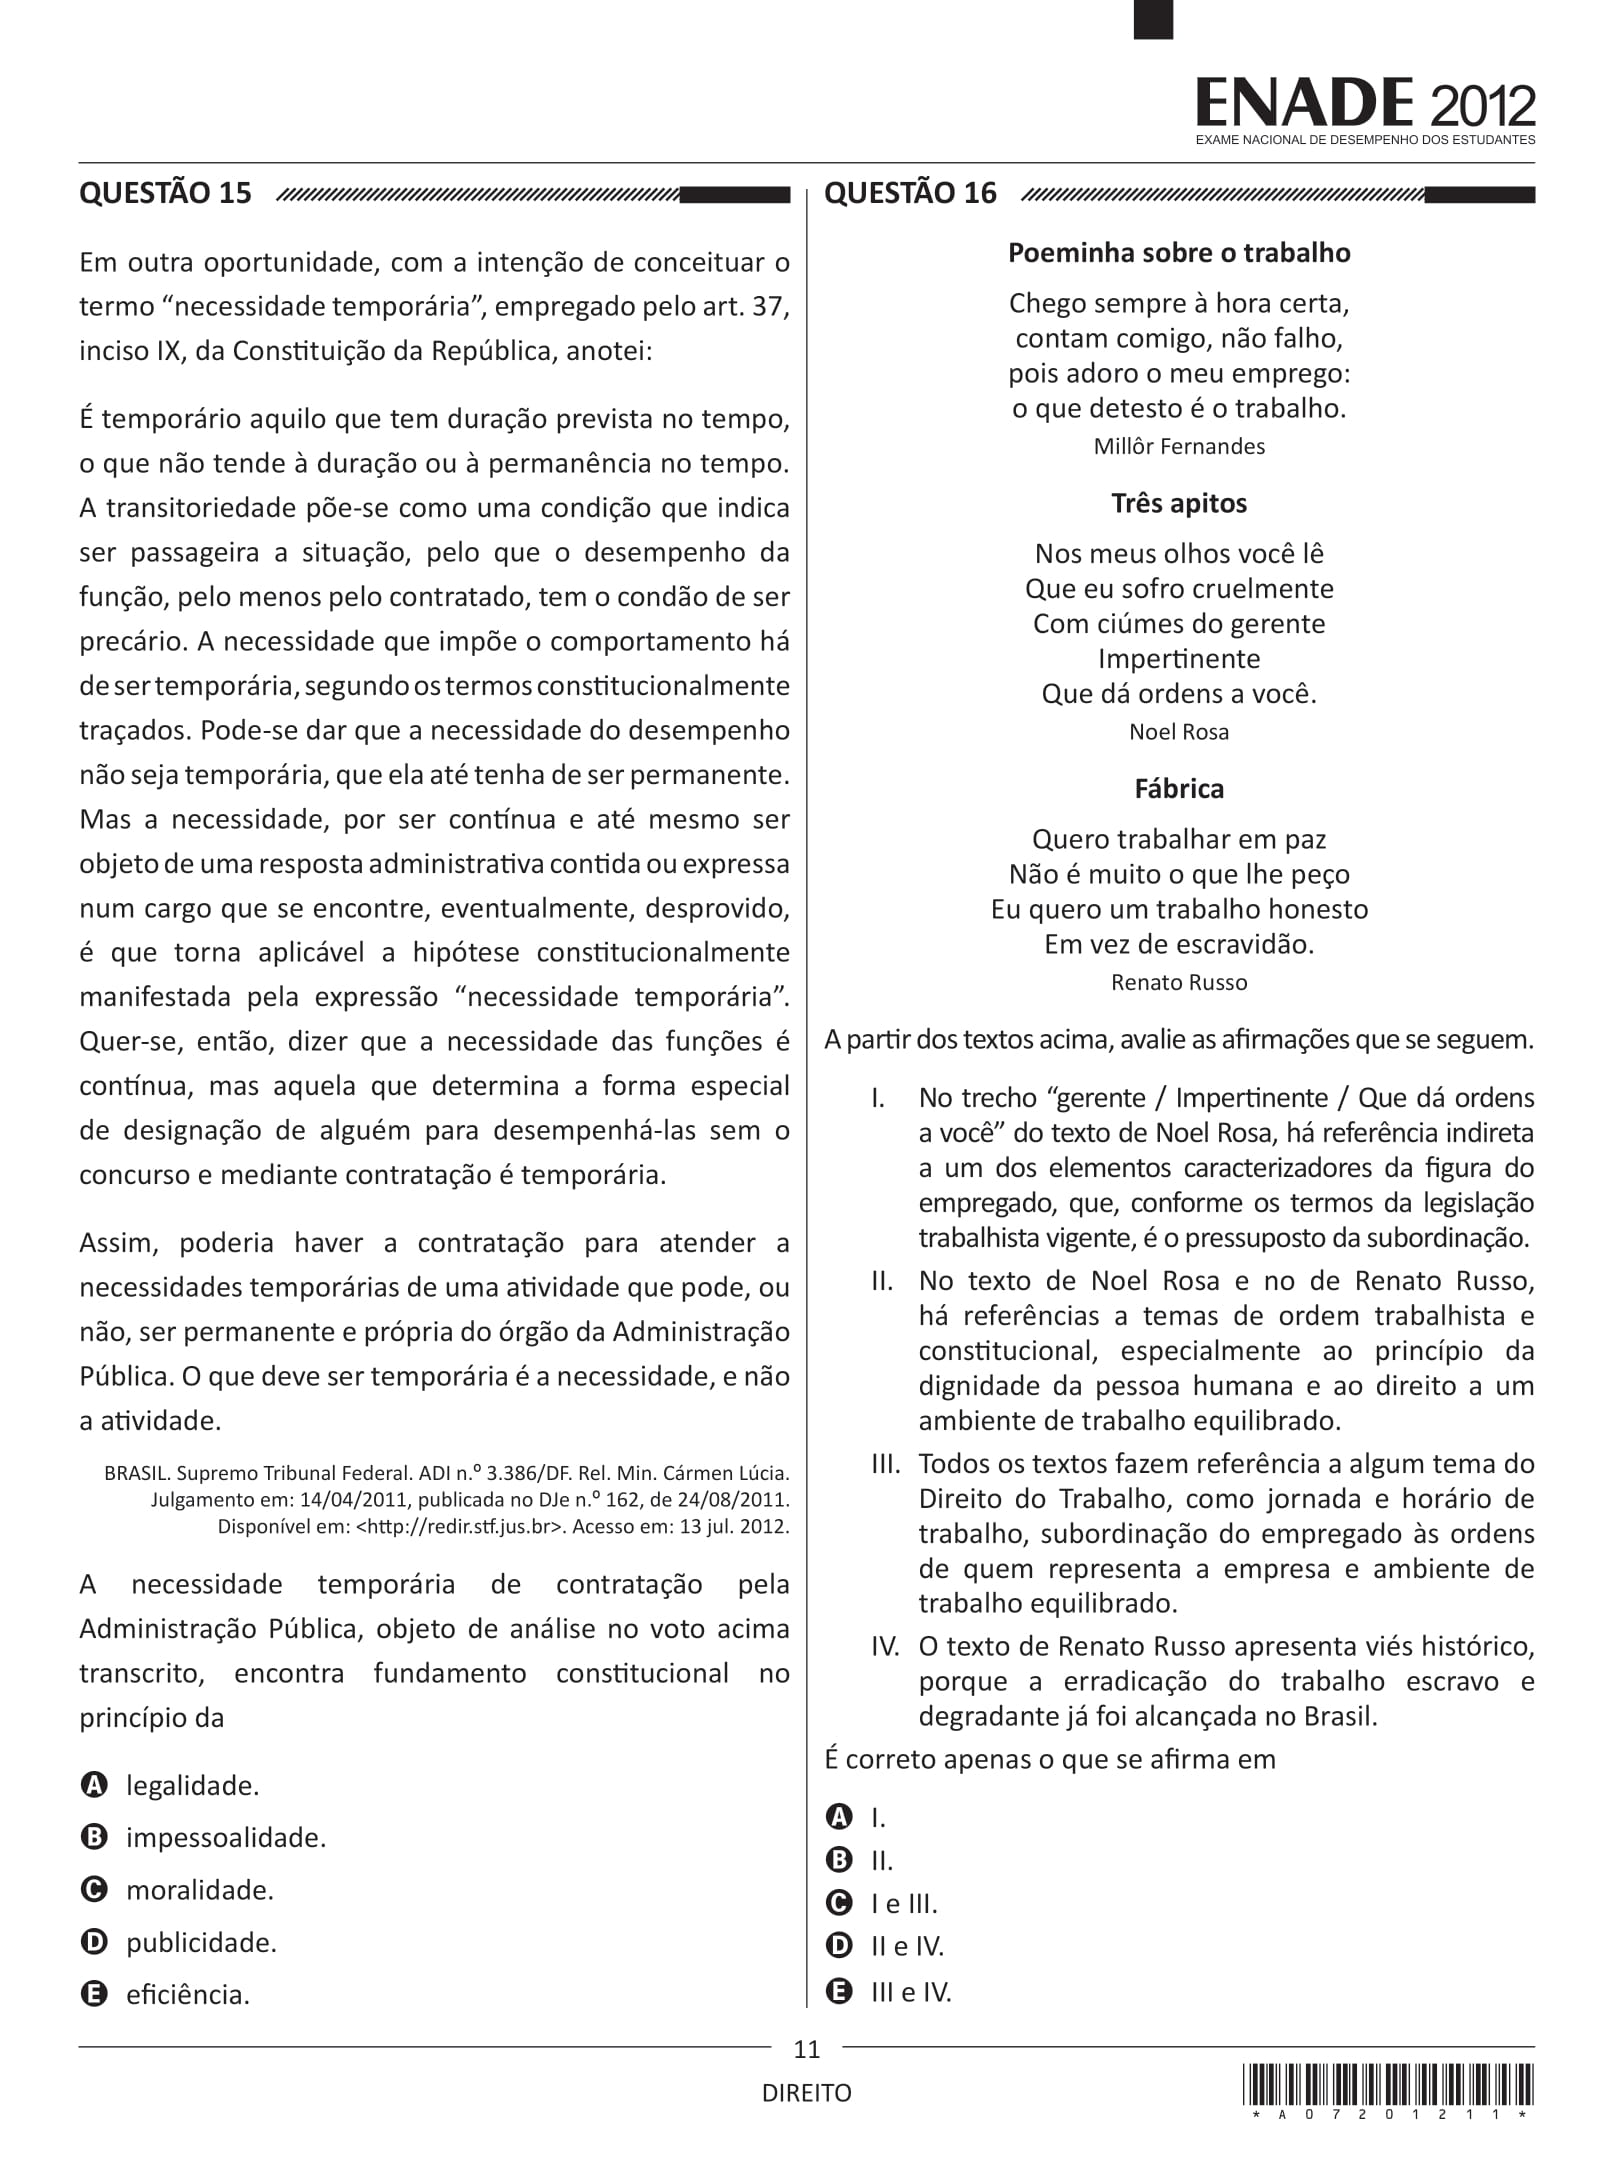 ENADE 2012
EXAME NACIONAL DE DESEMPENHO DOS ESTUDANTES
QUESTÃO 15
Em outra oportunidade, com a intenção de conceituar o
termo “necessidade temporária”, empregado pelo art. 37,
inciso IX, da Constituição da República, anotei:
É temporário aquilo que tem duração prevista no tempo,
o que não tende à duração ou à permanência no tempo.
A transitoriedade põe-se como uma condição que indica
ser passageira a situação, pelo que o desempenho da
função, pelo menos pelo contratado, tem o condão de ser
precário. A necessidade que impõe o comportamento há
de ser temporária, segundo os termos constitucionalmente
traçados. Pode-se dar que a necessidade do desempenho
não seja temporária, que ela até tenha de ser permanente.
Mas a necessidade, por ser contínua e até mesmo ser
objeto de uma resposta administrativa contida ou expressa
num cargo que se encontre, eventualmente, desprovido,
é que torna aplicável a hipótese constitucionalmente
manifestada pela expressão “necessidade temporária”.
Quer-se, então, dizer que a necessidade das funções é
contínua, mas aquela que determina a forma especial
de designação de alguém para desempenhá-las sem o
concurso e mediante contratação é temporária.
Assim, poderia haver a contratação para atender a
necessidades temporárias de uma atividade que pode, ou
não, ser permanente e própria do órgão da Administração
Pública. O que deve ser temporária é a necessidade, e não
a atividade.
BRASIL. Supremo Tribunal Federal. ADI n.º 3.386/DF. Rel. Min. Cármen Lúcia.
Julgamento em: 14/04/2011, publicada no DJe n.º 162, de 24/08/2011.
Disponível em: <http://redir.stf.jus.br>. Acesso em: 13 jul. 2012.
A necessidade temporária de contratação pela
Administração Pública, objeto de análise no voto acima
transcrito, encontra fundamento constitucional no
princípio da
A legalidade.
B impessoalidade.
C moralidade.
D publicidade.
E eficiência.
QUESTÃO 16
Poeminha sobre o trabalho
Chego sempre à hora certa,
contam comigo, não falho,
pois adoro o meu emprego:
o que detesto é o trabalho.
Millôr Fernandes
Três apitos
Nos meus olhos você lê
Que eu sofro cruelmente
Com ciúmes do gerente
Impertinente
Que dá ordens a você.
Noel Rosa
Fábrica
Quero trabalhar em paz
Não é muito o que lhe peço
Eu quero um trabalho honesto
Em vez de escravidão.
Renato Russo
A partir dos textos acima, avalie as afirmações que se seguem.
I. No trecho “gerente / Impertinente / Que dá ordens
a você” do texto de Noel Rosa, há referência indireta
a um dos elementos caracterizadores da figura do
empregado, que, conforme os termos da legislação
trabalhista vigente, é o pressuposto da subordinação.
II. No texto de Noel Rosa e no de Renato Russo,
há referências a temas de ordem trabalhista e
constitucional, especialmente ao princípio da
dignidade da pessoa humana e ao direito a um
ambiente de trabalho equilibrado.
III. Todos os textos fazem referência a algum tema do
Direito do Trabalho, como jornada e horário de
trabalho, subordinação do empregado às ordens
de quem representa a empresa e ambiente de
trabalho equilibrado.
IV. O texto de Renato Russo apresenta viés histórico,
porque a erradicação do trabalho escravo e
degradante já foi alcançada no Brasil.
É correto apenas o que se afirma em
A I.
B II.
C I e III.
D II e IV.
E III e IV.
11
DIREITO
*A07201211*